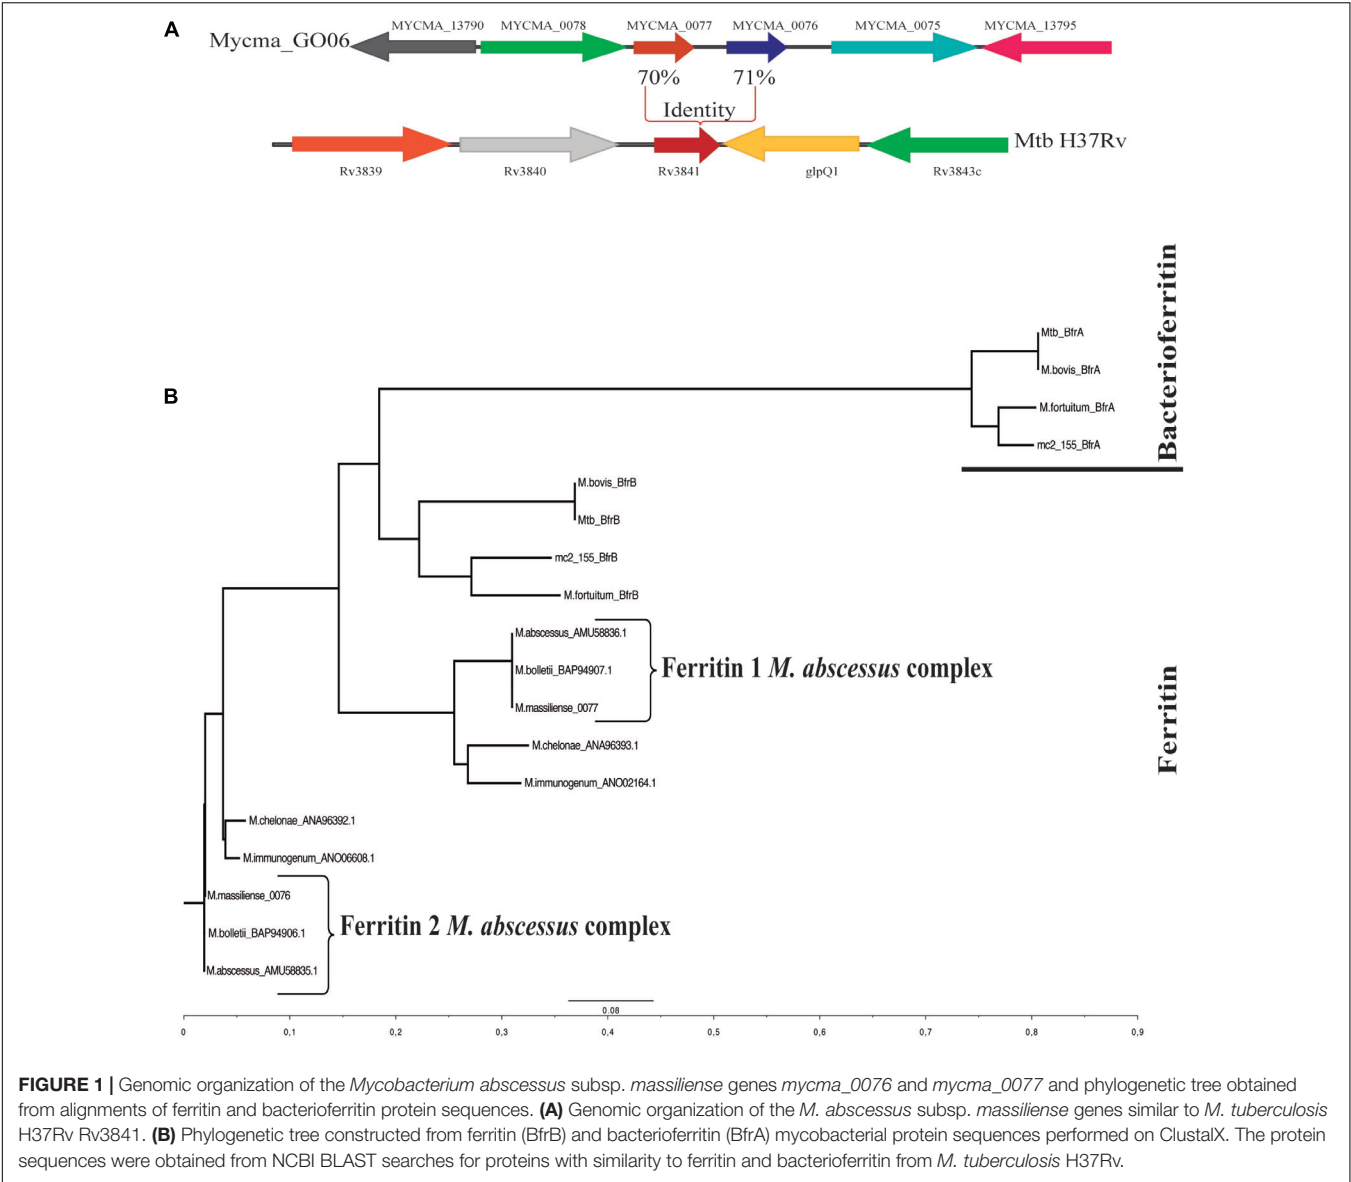 A
MYCMA_13790 MYCMA_0078 MYCMA_0077 MYCMA_0076 MYCMA_0075 MYCMA_13795
Mycma_GO06
70% 71%
Identity
Mtb H37Rv
Rv3839 Rv3840 Rv3841 glpQ1 Rv3843c
B
Mtb_BfrA
M.bovis_BfrA
M.fortuitum_BfrA
mc2_155_BfrA
Bacterioferritin
M.bovis_BfrB
Mtb_BfrB
mc2_155_BfrB
M.fortuitum_BfrB
M.abscessus_AMU58836.1
M.bolletii_BAP94907.1
M.massiliense_0077
Ferritin 1 M. abscessus complex
M.chelonae_ANA96393.1
M.immunogenum_ANO02164.1
Ferritin
M.chelonae_ANA96392.1
M.immunogenum_ANO06608.1
M.massiliense_0076
M.bolletii_BAP94906.1
M.abscessus_AMU58835.1
Ferritin 2 M. abscessus complex
0.08
0 0,1 0,2 0,3 0,4 0,5 0,6 0,7 0,8 0,9
FIGURE 1 | Genomic organization of the Mycobacterium abscessus subsp. massiliense genes mycma_0076 and mycma_0077 and phylogenetic tree obtained
from alignments of ferritin and bacterioferritin protein sequences. (A) Genomic organization of the M. abscessus subsp. massiliense genes similar to M. tuberculosis
H37Rv Rv3841. (B) Phylogenetic tree constructed from ferritin (BfrB) and bacterioferritin (BfrA) mycobacterial protein sequences performed on ClustalX. The protein
sequences were obtained from NCBI BLAST searches for proteins with similarity to ferritin and bacterioferritin from M. tuberculosis H37Rv.